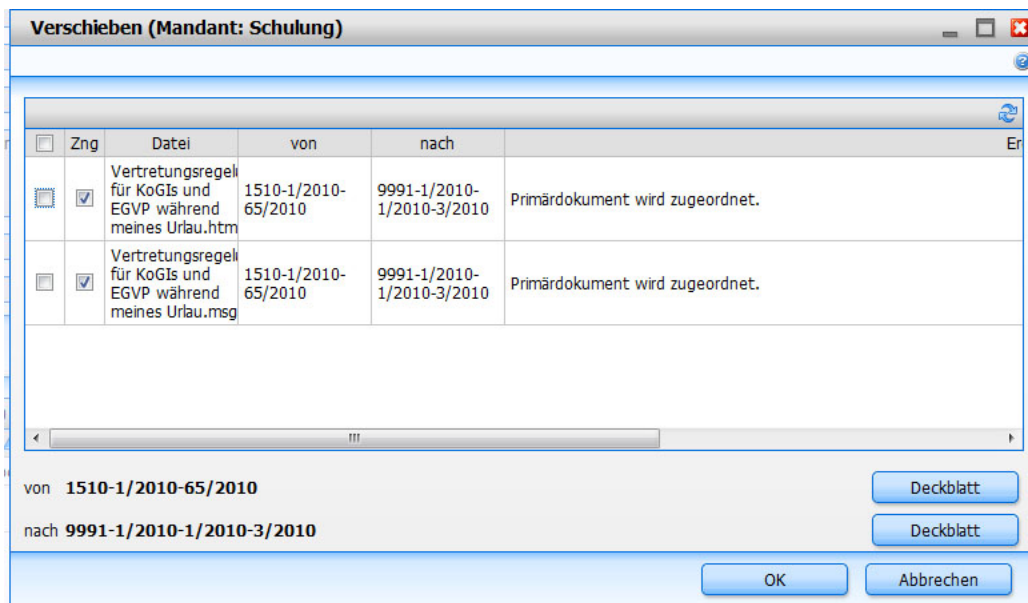 Verschieben (Mandant: Schulung)
Zng Datei von nach Er
Vertretungsregel
für KoGIs und
EGVP während
meines Urlau.htm
1510-1/2010-
65/2010
9991-1/2010-
1/2010-3/2010
Primärdokument wird zugeordnet.
Vertretungsregel
für KoGIs und
EGVP während
meines Urlau.msg
1510-1/2010-
65/2010
9991-1/2010-
1/2010-3/2010
Primärdokument wird zugeordnet.
von 1510-1/2010-65/2010
Deckblatt
nach 9991-1/2010-1/2010-3/2010
Deckblatt
OK
Abbrechen